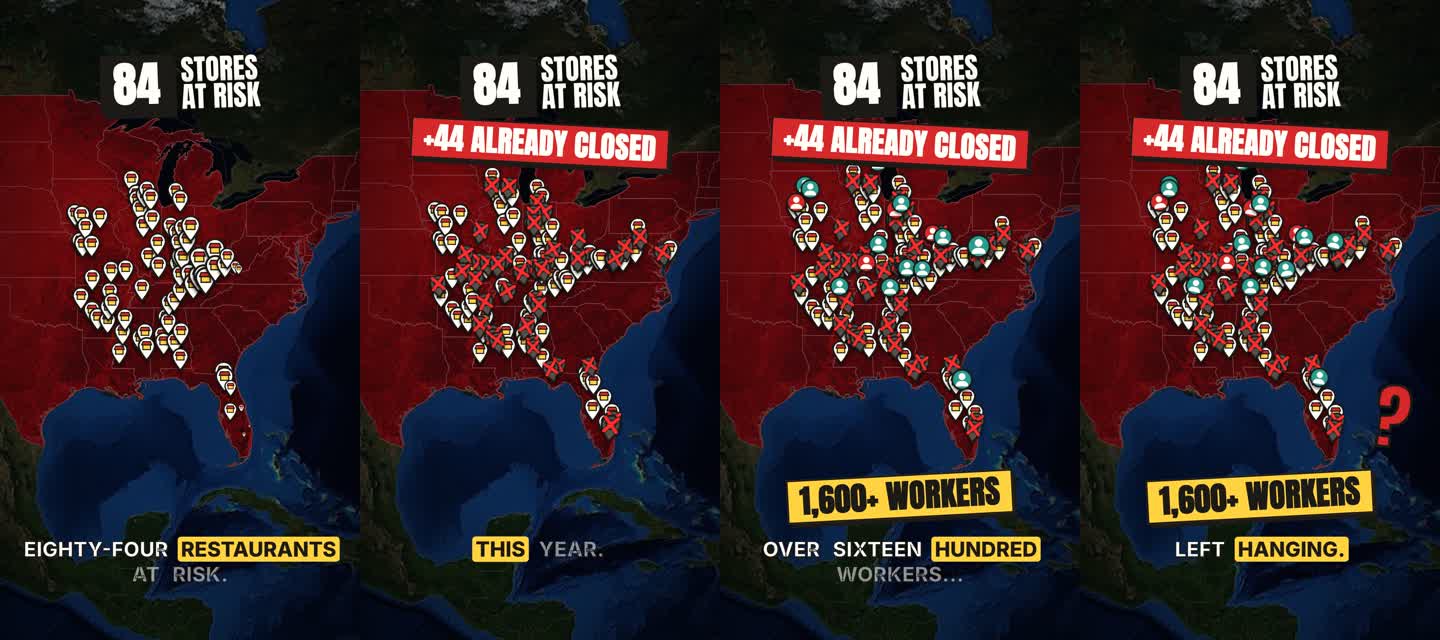 84 STORES
AT RISK
EIGHTY-FOUR RESTAURANTS
AT RISK.
84 STORES
AT RISK
+44 ALREADY CLOSED
THIS YEAR.
84 STORES
AT RISK
+44 ALREADY CLOSED
1,600+ WORKERS
OVER SIXTEEN HUNDRED
WORKERS...
84 STORES
AT RISK
+44 ALREADY CLOSED
?
1,600+ WORKERS
LEFT HANGING.